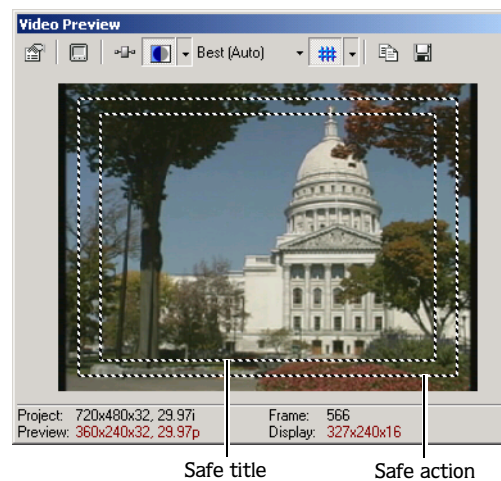 Video Preview
Best (Auto)
Project: 720x480x32, 29.97i Frame: 566
Preview: 360x240x32, 29.97p Display: 327x240x16
Safe title Safe action